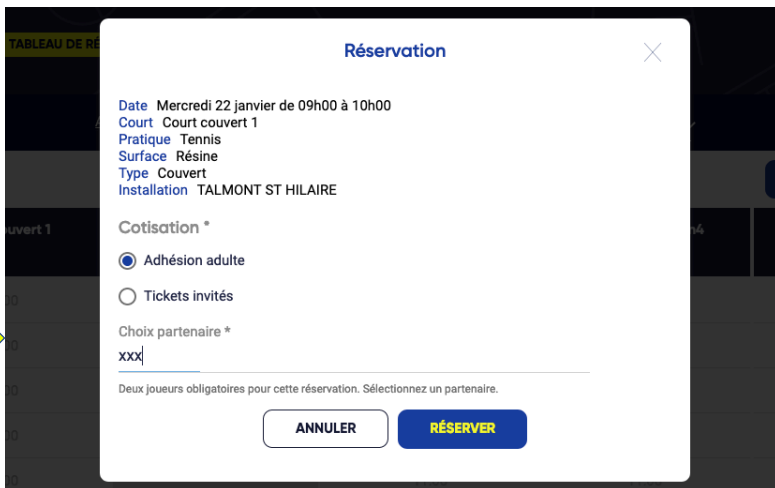 TABLEAU DE RÉ
Réservation
Date Mercredi 22 janvier de 09h00 à 10h00
Court Court couvert 1
Pratique Tennis
Surface Résine
Type Couvert
Installation TALMONT ST HILAIRE
ouvert 1
Cotisation *
Adhésion adulte
Tickets invités
Choix partenaire *
xxx
Deux joueurs obligatoires pour cette réservation. Sélectionnez un partenaire.
ANNULER
RÉSERVER